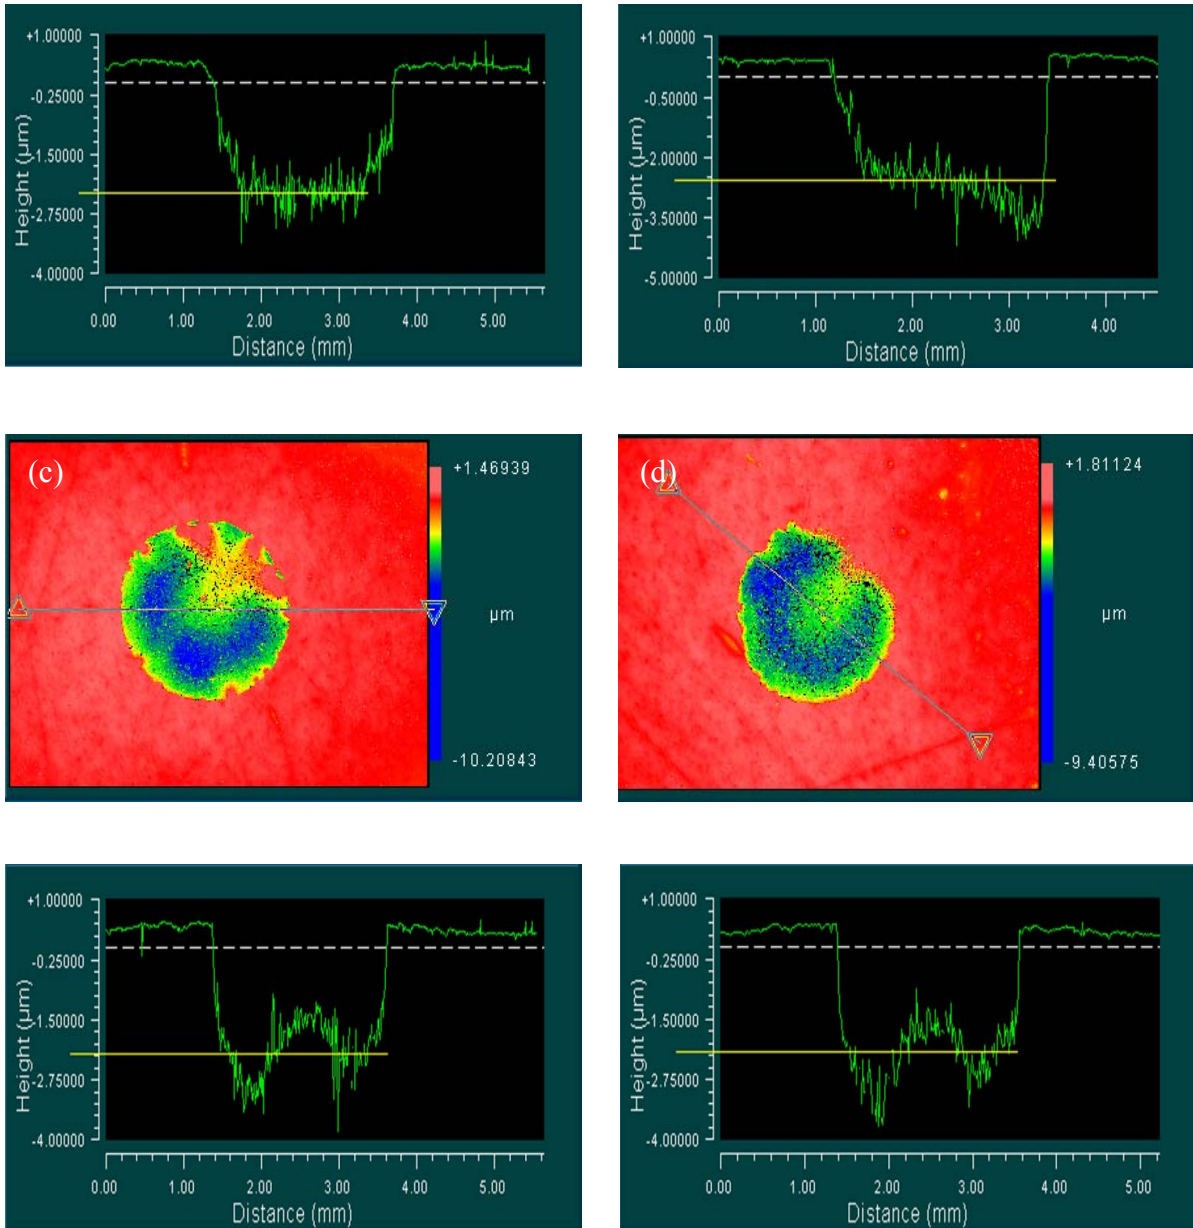 +1.00000
-0.25000
-1.50000
-2.75000
-4.00000
Height (µm)
0.00 1.00 2.00 3.00 4.00 5.00
Distance (mm)
+1.00000
-0.50000
-2.00000
-3.50000
-5.00000
Height (µm)
0.00 1.00 2.00 3.00 4.00
Distance (mm)
(c)
+1.46939
µm
-10.20843
(d)
+1.81124
µm
-9.40575
+1.00000
-0.25000
-1.50000
-2.75000
-4.00000
Height (µm)
0.00 1.00 2.00 3.00 4.00 5.00
Distance (mm)
+1.00000
-0.25000
-1.50000
-2.75000
-4.00000
Height (µm)
0.00 1.00 2.00 3.00 4.00 5.00
Distance (mm)